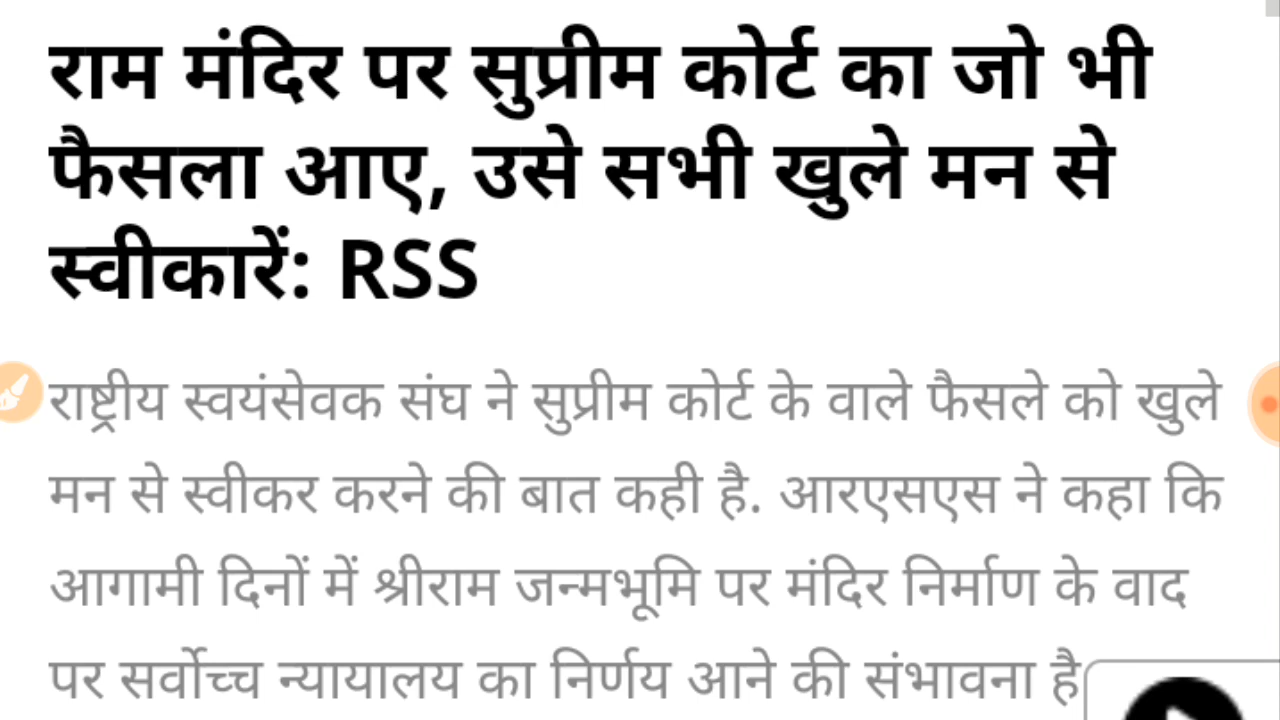 राम मंदिर पर सुप्रीम कोर्ट का जो भी
फैसला आए, उसे सभी खुले मन से
स्वीकारें: RSS
राष्ट्रीय स्वयंसेवक संघ ने सुप्रीम कोर्ट के वाले फैसले को खुले
मन से स्वीकर करने की बात कही है. आरएसएस ने कहा कि
आगामी दिनों में श्रीराम जन्मभूमि पर मंदिर निर्माण के वाद
पर सर्वोच्च न्यायालय का निर्णय आने की संभावना है